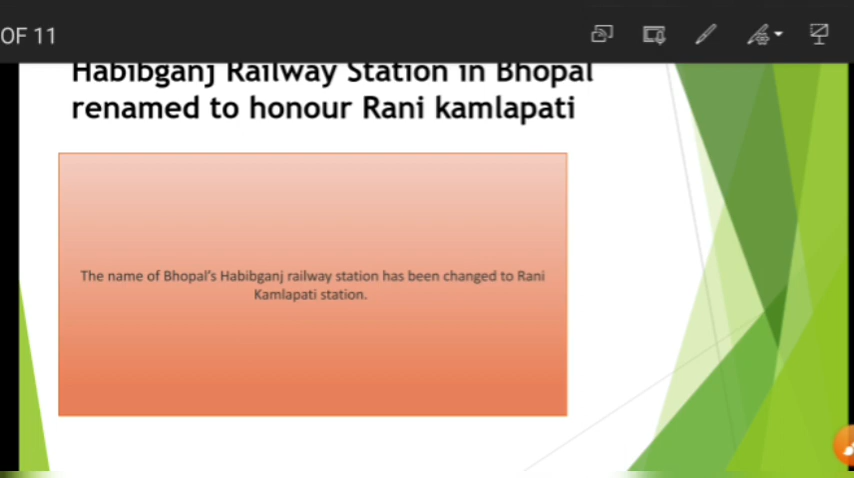 OF 11
Habibganj Railway Station in Bhopal
renamed to honour Rani kamlapati
The name of Bhopal's Habibganj railway station has been changed to Rani
Kamlapati station.